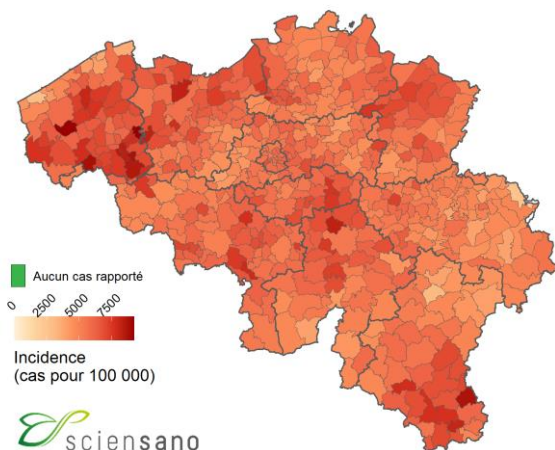 Aucun cas rapporté
0
2500
5000
7500
Incidence
(cas pour 100 000)
sciensano